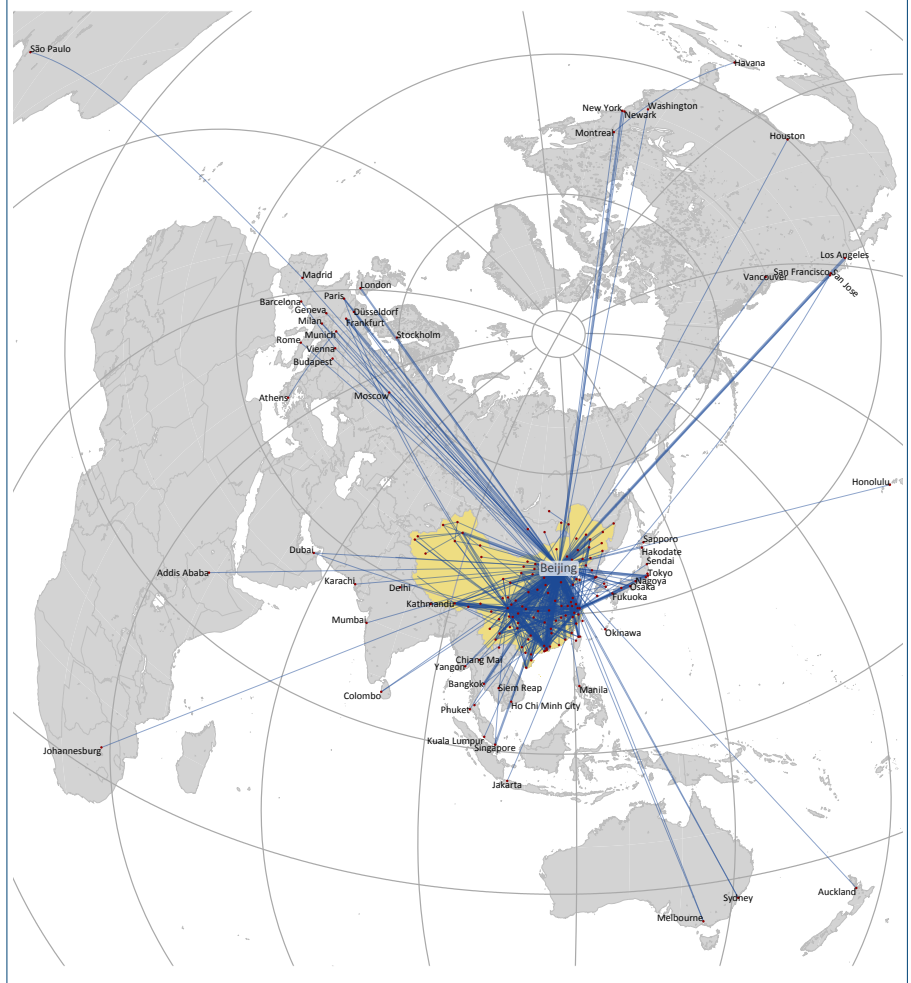 São Paulo
Havana
New York
Washington
Newark
Montreal
Houston
Los Angeles
San Francisco
Vancouver
San Jose
Madrid
London
Paris
Barcelona
Geneva
Düsseldorf
Milan
Frankfurt
Munich
Stockholm
Rome
Vienna
Budapest
Athens
Moscow
Honolulu
Sapporo
Dubai
Hakodate
Sendai
Beijing
Addis Ababa
Tokyo
Karachi
Nagoya
Delhi
Osaka
Fukuoka
Kathmandu
Mumbai
Okinawa
Chiang Mai
Yangon
Bangkok
Siem Reap
Manila
Colombo
Phuket
Ho Chi Minh City
Kuala Lumpur
Singapore
Johannesburg
Jakarta
Auckland
Sydney
Melbourne